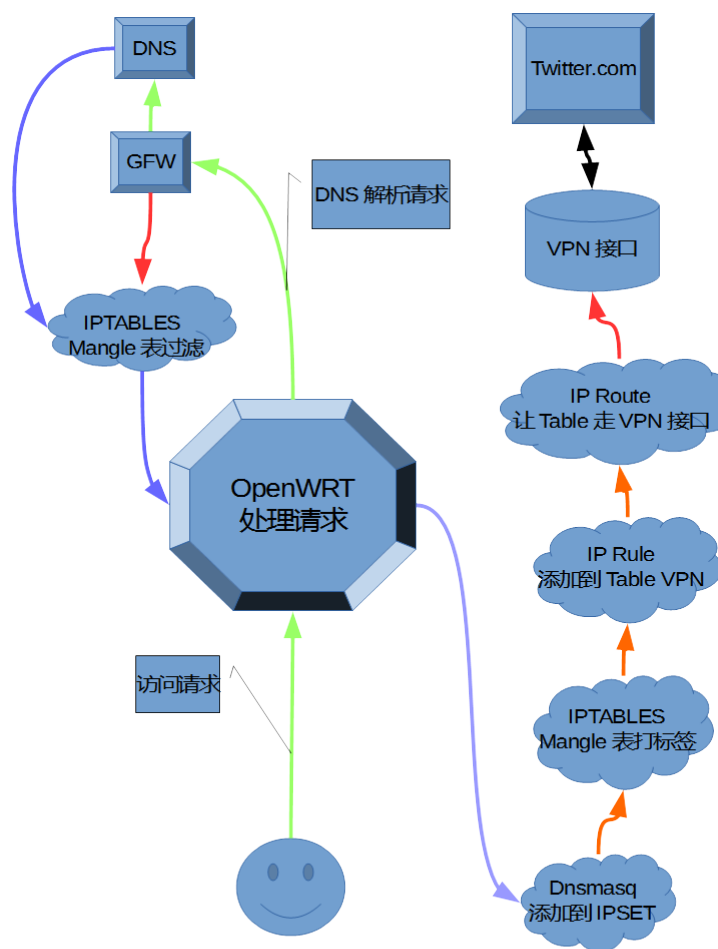 DNS
Twitter.com
GFW
DNS 解析请求
VPN 接口
IPTABLES
Mangle 表过滤
IP Route
让 Table 走 VPN 接口
OpenWRT
处理请求
IP Rule
添加到 Table VPN
访问请求
IPTABLES
Mangle 表打标签
Dnsmasq
添加到 IPSET